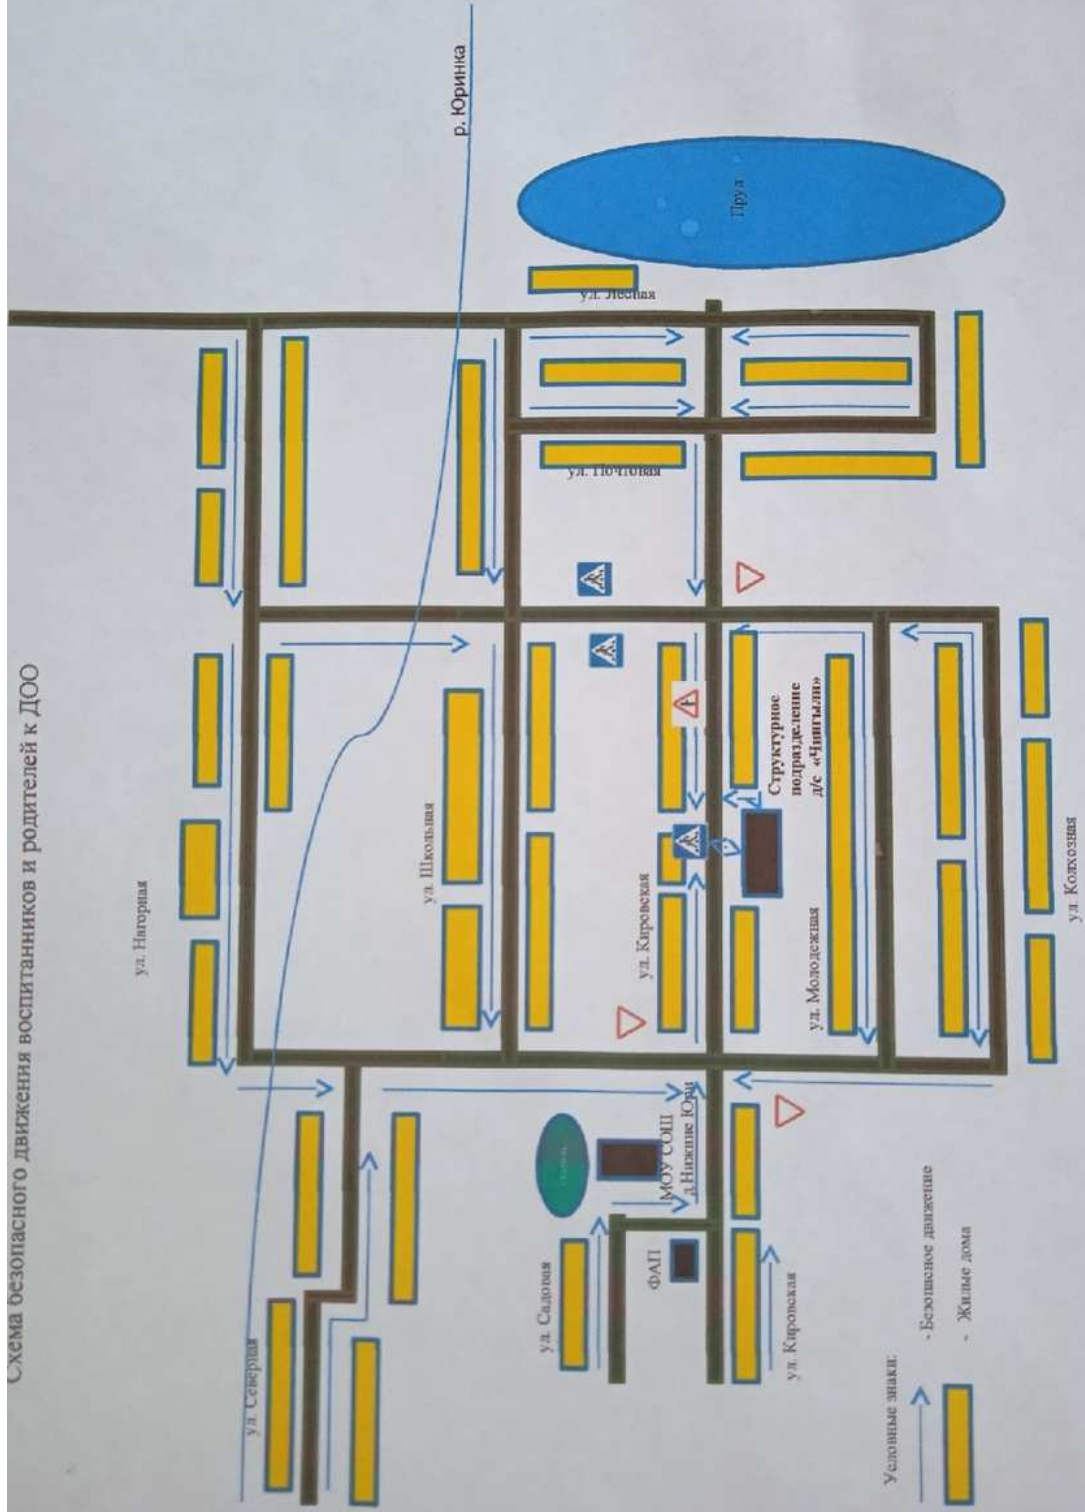 Схема безопасного движения воспитанников и родителей к ДОО
р. Юринка
Пруд
ул. Лесная
ул. Почтовая
ул. Нагорная
ул. Школьная
ул. Кировская
Структурное
подразделение
д/с «Чингыли»
ул. Молодежная
ул. Колхозная
ул. Северная
ул. Садовая
МОУ СОШ
д.Нижние Юри
ФАП
ул. Кировская
Условные знаки:
- Безопасное движение
- Жилые дома